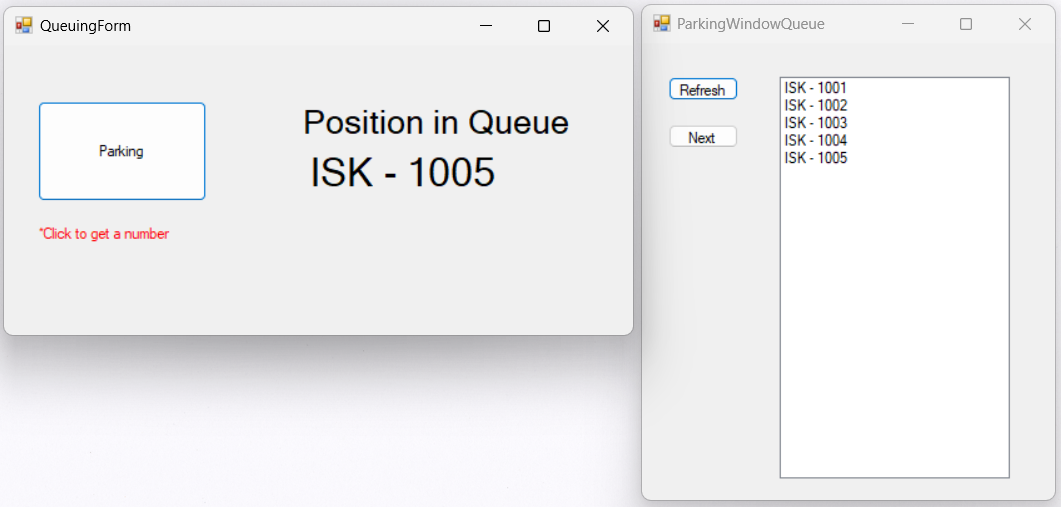 QueuingForm
Parking
*Click to get a number
Position in Queue
ISK - 1005
ParkingWindowQueue
Refresh
Next
ISK - 1001
ISK - 1002
ISK - 1003
ISK - 1004
ISK - 1005